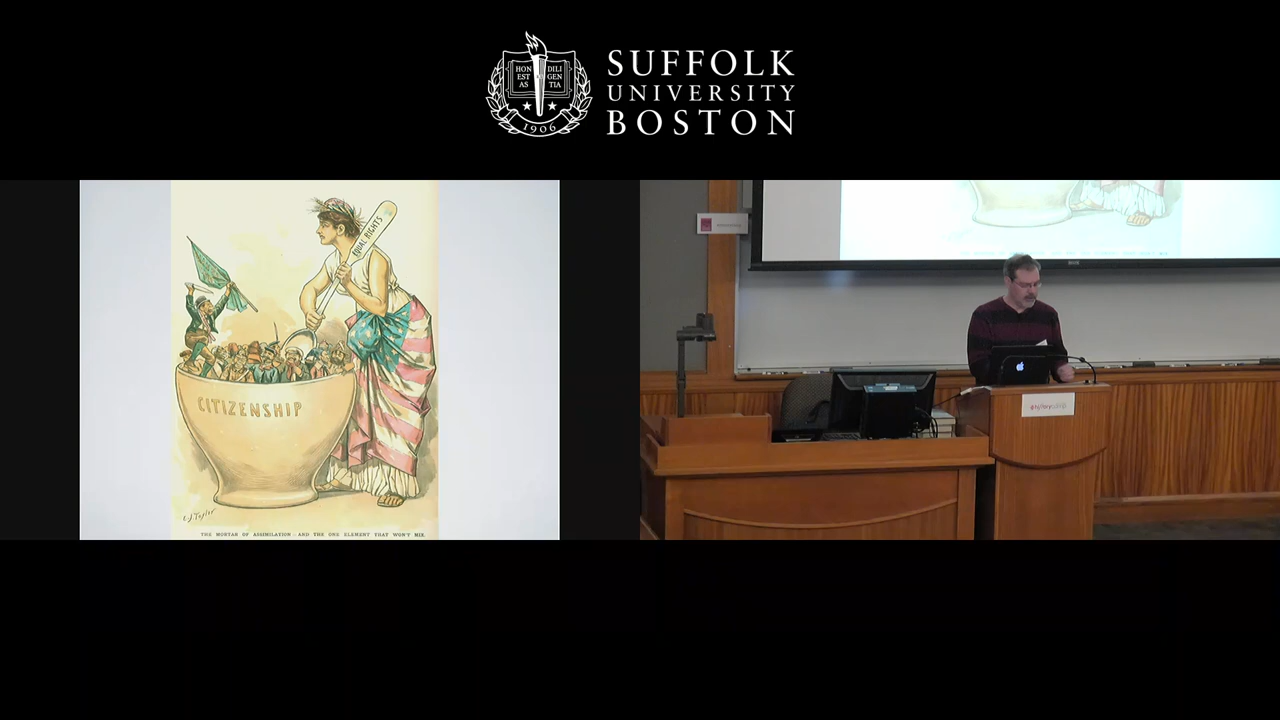 HON
EST
AS
DILI
GEN
TIA
1906
SUFFOLK
UNIVERSITY
BOSTON
EQUAL RIGHTS
CITIZENSHIP
C J Taylor
THE MORTAR OF ASSIMILATION - AND THE ONE ELEMENT THAT WON'T MIX.